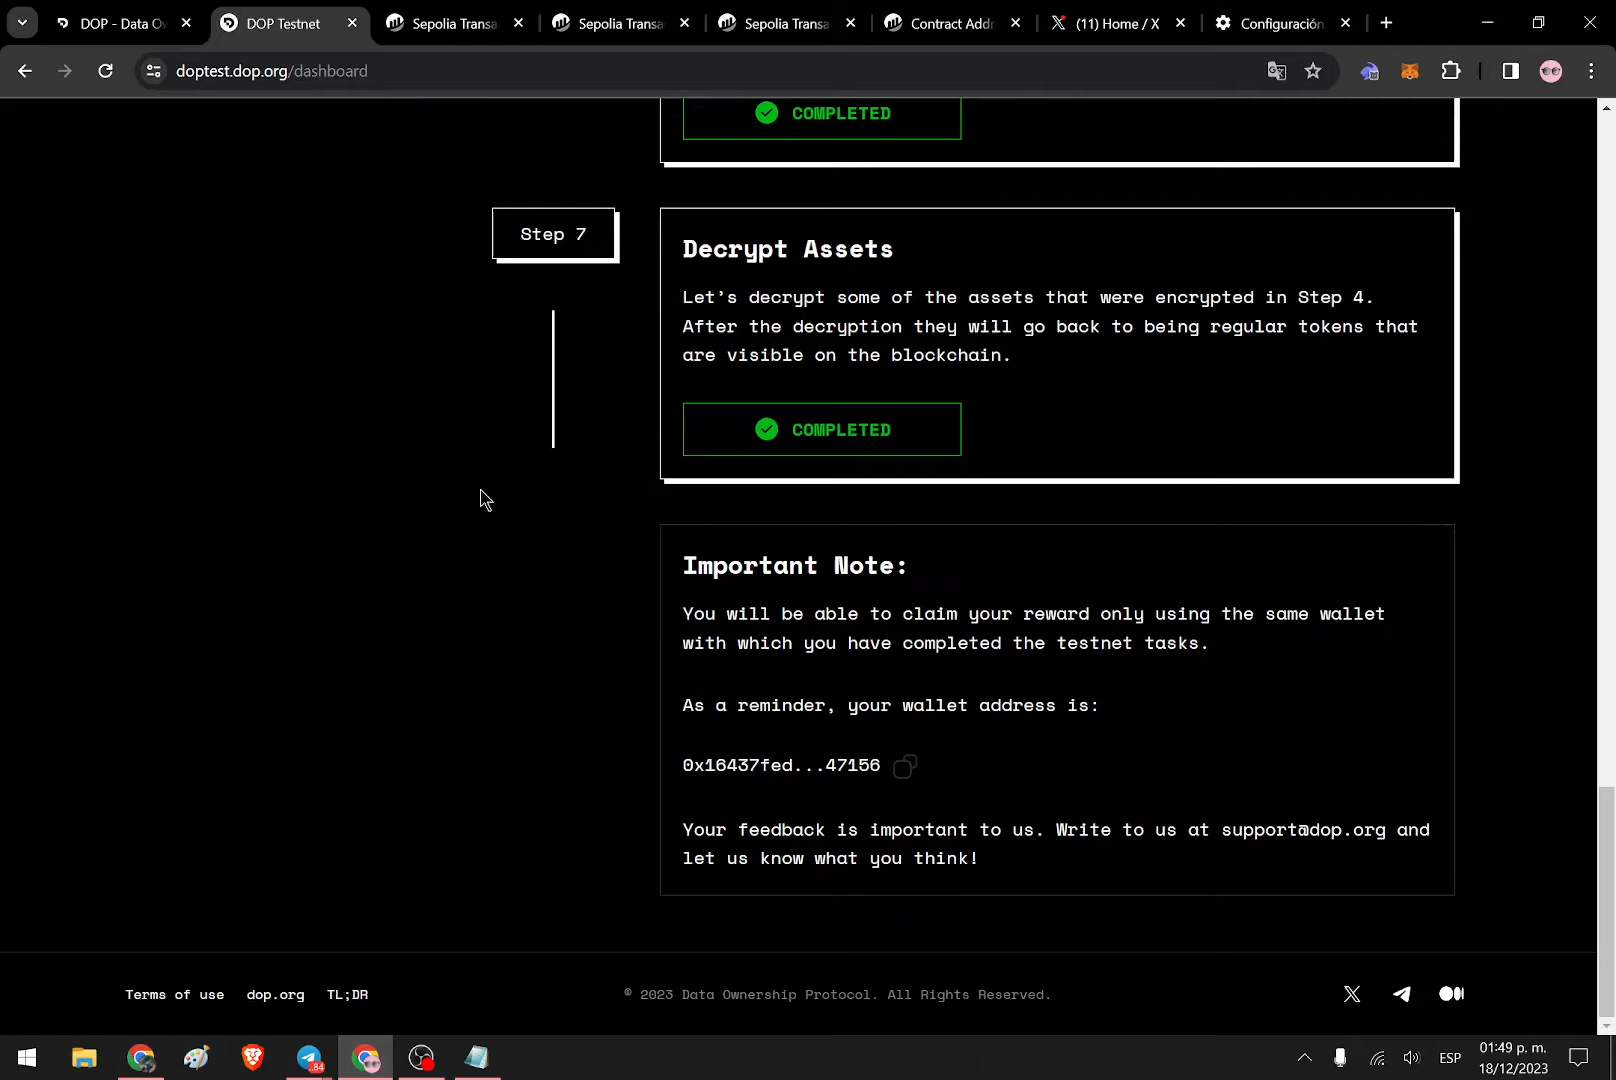 DOP - Data Ow
DOP Testnet
Sepolia Transa
Sepolia Transa
Sepolia Transa
Contract Addr
(11) Home / X
Configuración
doptest.dop.org/dashboard
COMPLETED
Step 7
Decrypt Assets
Let's decrypt some of the assets that were encrypted in Step 4.
After the decryption they will go back to being regular tokens that
are visible on the blockchain.
COMPLETED
Important Note:
You will be able to claim your reward only using the same wallet
with which you have completed the testnet tasks.
As a reminder, your wallet address is:
0x16437fed...47156
Your feedback is important to us. Write to us at support@dop.org and
let us know what you think!
Terms of use
dop.org
TL;DR
© 2023 Data Ownership Protocol. All Rights Reserved.
84
ESP
01:49 p. m.
18/12/2023